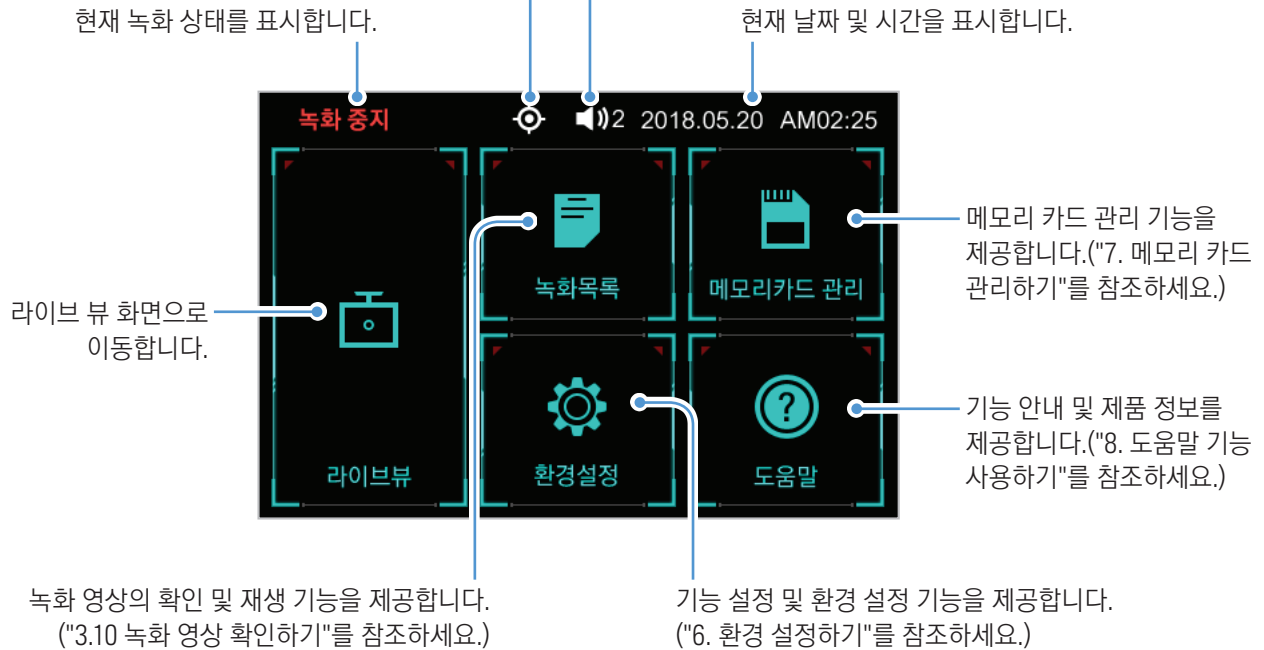 현재 녹화 상태를 표시합니다.
현재 날짜 및 시간을 표시합니다.
녹화 중지
2
2018.05.20 AM02:25
녹화목록
메모리카드 관리
라이브뷰
환경설정
도움말
라이브 뷰 화면으로
이동합니다.
메모리 카드 관리 기능을
제공합니다.("7. 메모리 카드
관리하기"를 참조하세요.)
기능 안내 및 제품 정보를
제공합니다.("8. 도움말 기능
사용하기"를 참조하세요.)
녹화 영상의 확인 및 재생 기능을 제공합니다.
("3.10 녹화 영상 확인하기"를 참조하세요.)
기능 설정 및 환경 설정 기능을 제공합니다.
("6. 환경 설정하기"를 참조하세요.)